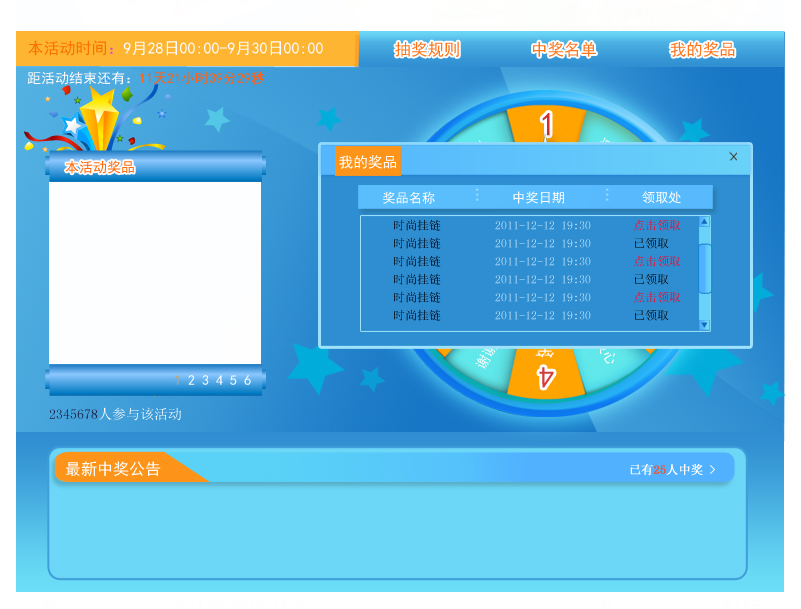 本活动时间：9月28日00:00-9月30日00:00
抽奖规则
中奖名单
我的奖品
距活动结束还有：11天21小时39分29秒
1
本活动奖品
我的奖品
×
奖品名称 中奖日期 领取处
时尚挂链 2011-12-12 19:30 点击领取
时尚挂链 2011-12-12 19:30 已领取
时尚挂链 2011-12-12 19:30 点击领取
时尚挂链 2011-12-12 19:30 已领取
时尚挂链 2011-12-12 19:30 点击领取
时尚挂链 2011-12-12 19:30 已领取
4
1 2 3 4 5 6
2345678人参与该活动
最新中奖公告
已有25人中奖 >